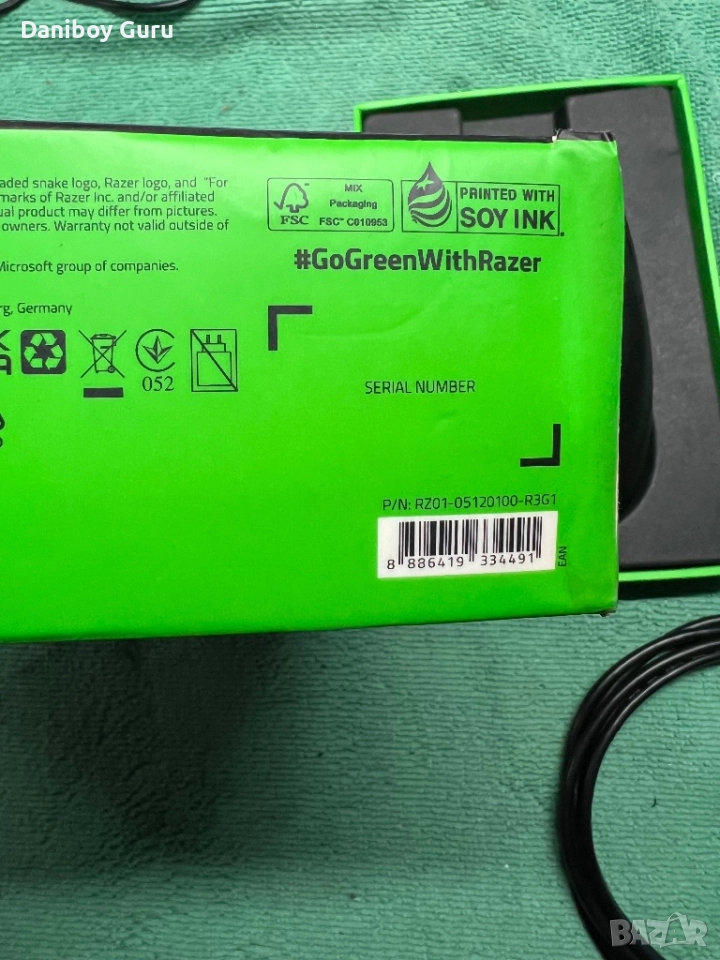 Daniboy Guru
aded snake logo, Razer logo, and "For
marks of Razer Inc. and/or affiliated
ual product may differ from pictures.
owners. Warranty not valid outside of
Microsoft group of companies.
rg, Germany
FSC
MIX
Packaging
FSC™ C010953
PRINTED WITH
SOY INK
#GoGreenWithRazer
052
SERIAL NUMBER
P/N: RZ01-05120100-R3G1
8 886419 334491
EAN
BAZAR